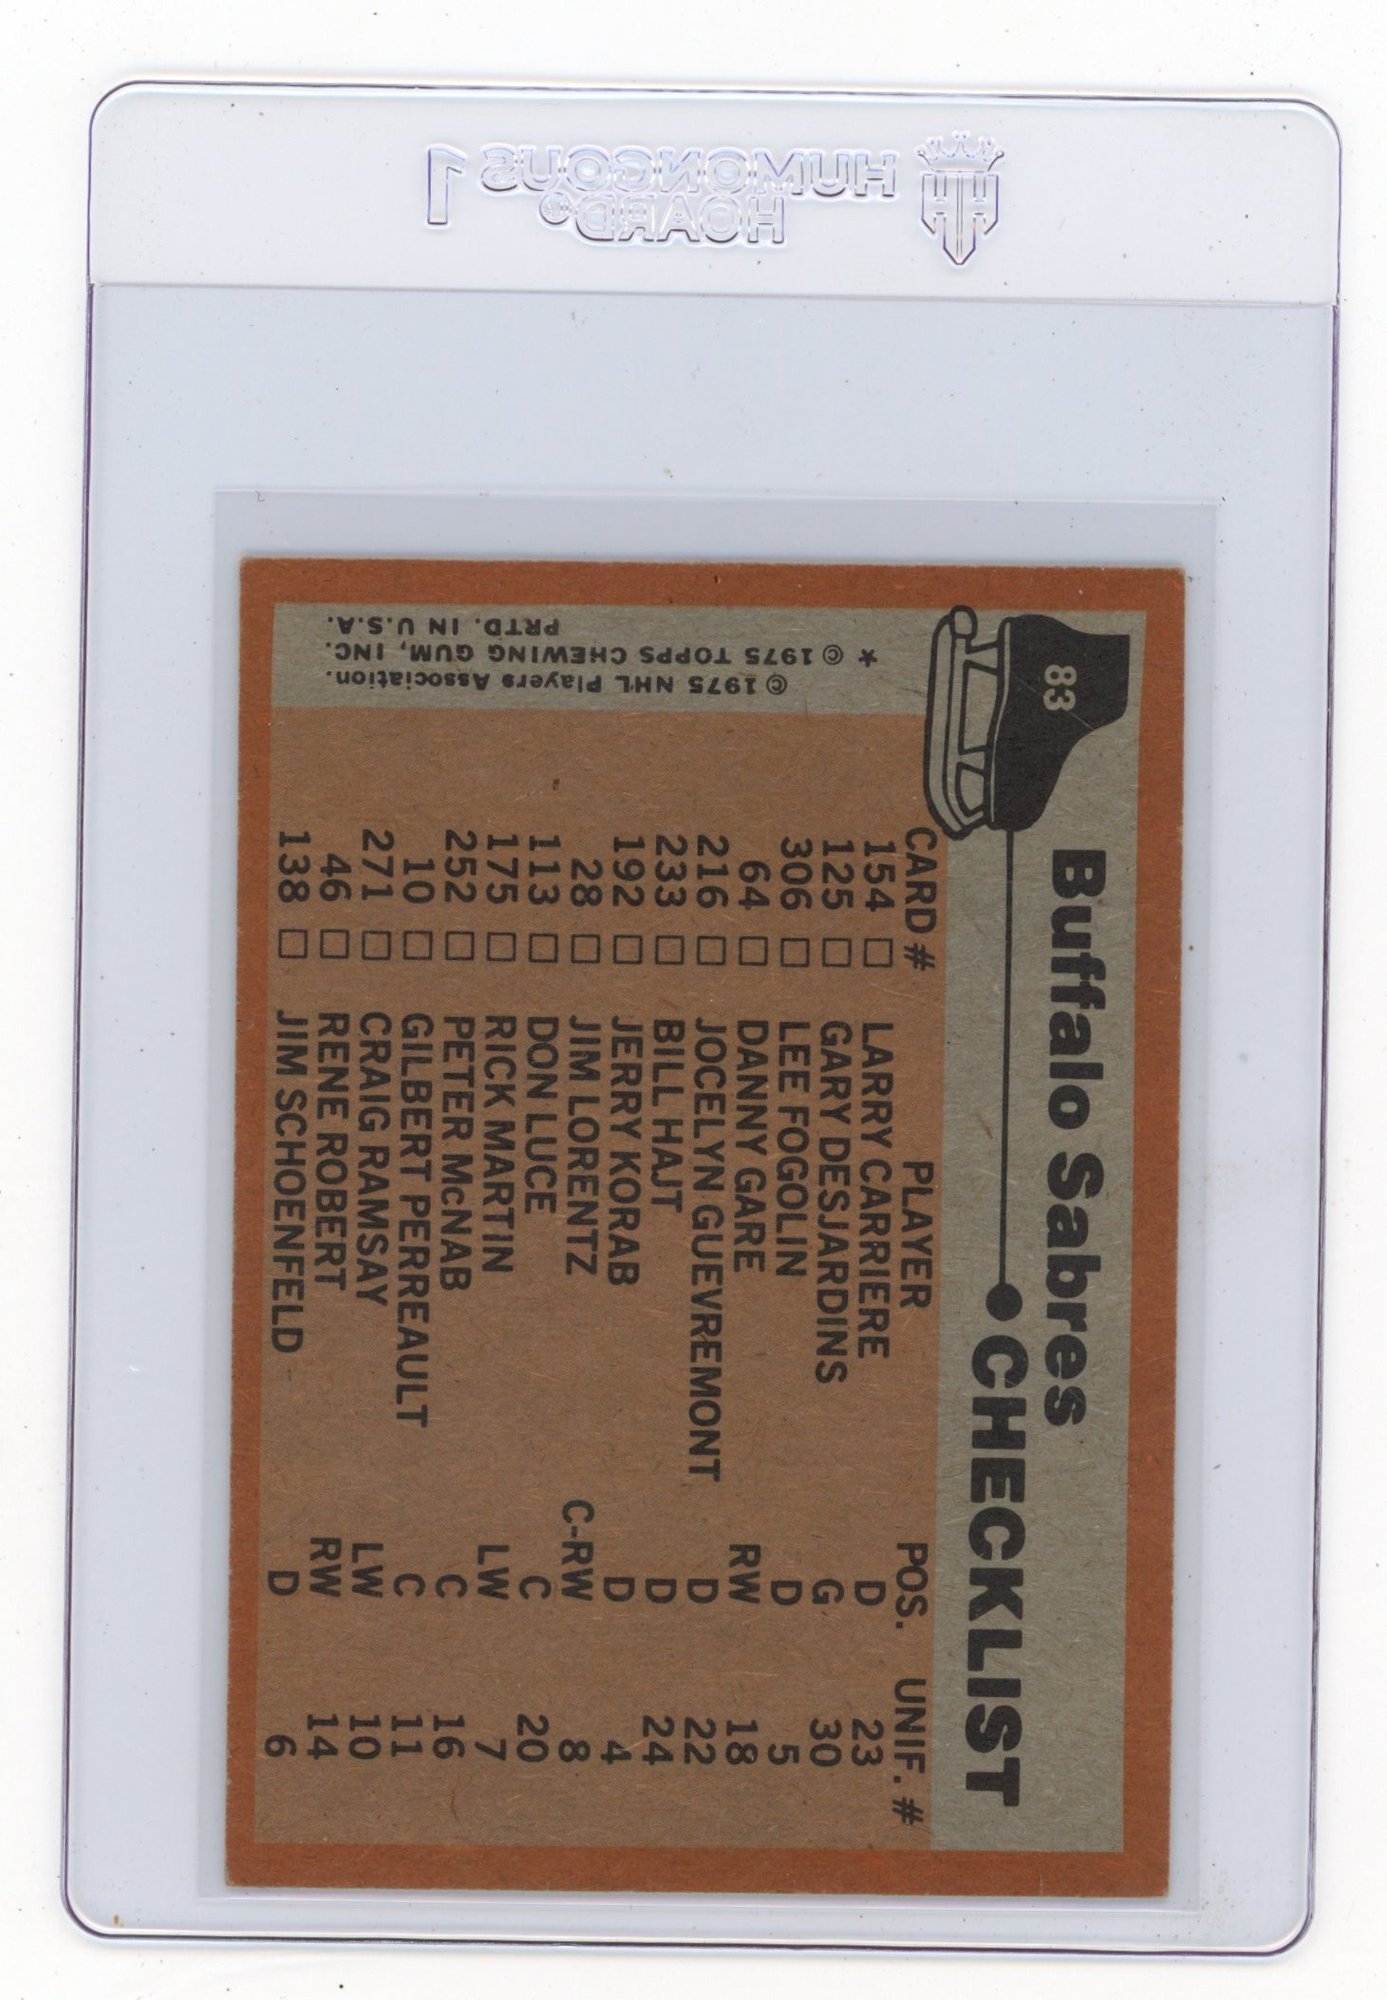 HUMONGOUS
HOARD® 1
83
Buffalo Sabres
CHECKLIST
CARD # PLAYER POS. UNIF. #
154 □ LARRY CARRIERE D 23
125 □ GARY DESJARDINS G 30
306 □ LEE FOGOLIN D 5
64 □ DANNY GARE RW 18
216 □ JOCELYN GUEVREMONT D 22
233 □ BILL HAJT D 24
192 □ JERRY KORAB D 4
28 □ JIM LORENTZ C-RW 8
113 □ DON LUCE C 20
175 □ RICK MARTIN LW 7
252 □ PETER McNAB C 16
10 □ GILBERT PERREAULT C 11
271 □ CRAIG RAMSAY LW 10
46 □ RENE ROBERT RW 14
138 □ JIM SCHOENFELD D 6
© 1975 NHL Players Association.
★ © 1975 TOPPS CHEWING GUM, INC.
PRTD. IN U.S.A.